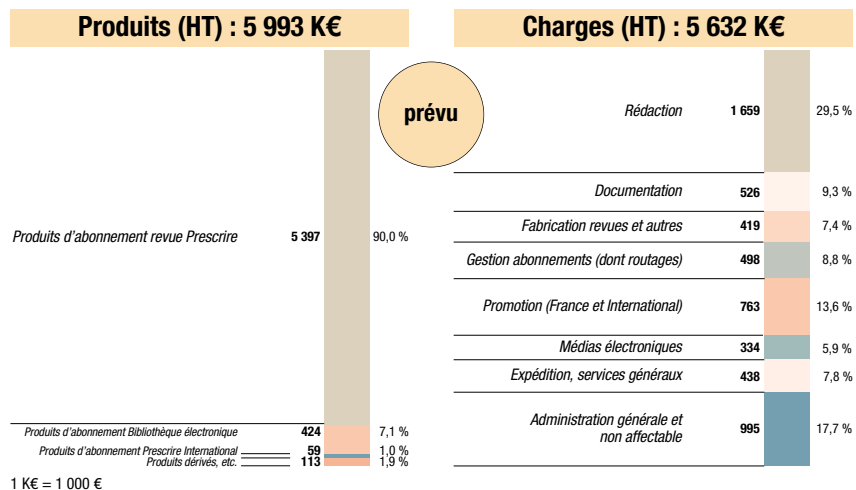 Produits (HT) : 5 993 K€
Produits d'abonnement revue Prescrire 5 397 90,0 %
Produits d'abonnement Bibliothèque électronique 424 7,1 %
Produits d'abonnement Prescrire International 59 1,0 %
Produits dérivés, etc. 113 1,9 %
1 K€ = 1 000 €
prévu
Charges (HT) : 5 632 K€
Rédaction 1 659 29,5 %
Documentation 526 9,3 %
Fabrication revues et autres 419 7,4 %
Gestion abonnements (dont routages) 498 8,8 %
Promotion (France et International) 763 13,6 %
Médias électroniques 334 5,9 %
Expédition, services généraux 438 7,8 %
Administration générale et
non affectable 995 17,7 %